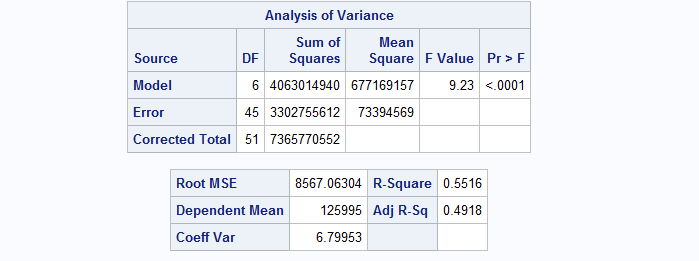 Analysis of Variance
Source DF Sum of Squares Mean Square F Value Pr > F
Model 6 4063014940 677169157 9.23 <.0001
Error 45 3302755612 73394569
Corrected Total 51 7365770552
Root MSE 8567.06304 R-Square 0.5516
Dependent Mean 125995 Adj R-Sq 0.4918
Coeff Var 6.79953